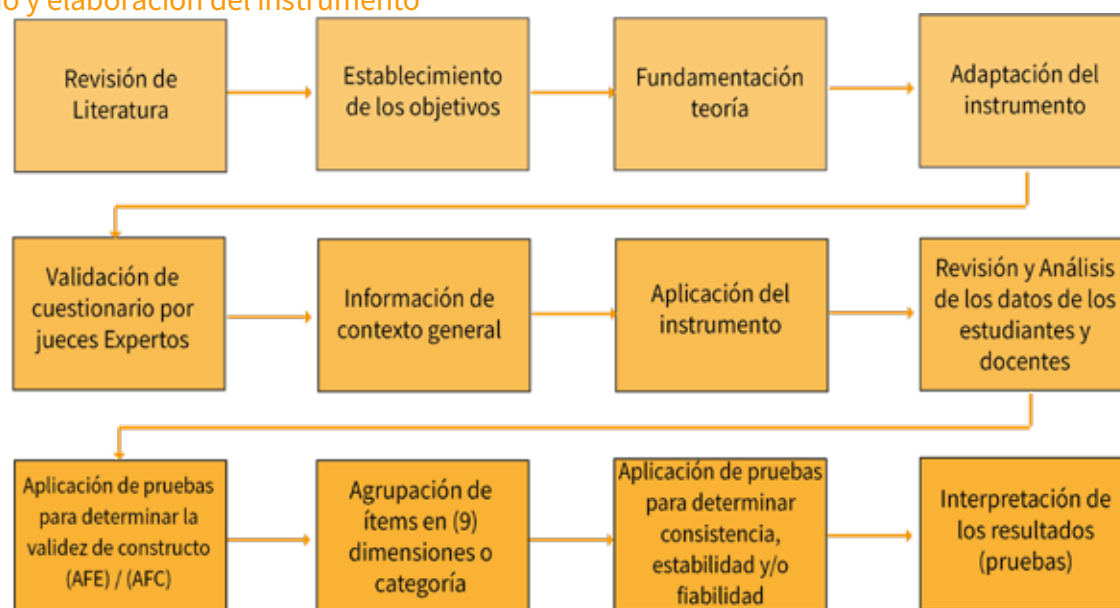 y elaboración del instrumento
Revisión de
Literatura
Establecimiento
de los objetivos
Fundamentación
teoría
Adaptación del
instrumento
Validación de
cuestionario por
jueces Expertos
Información de
contexto general
Aplicación del
instrumento
Revisión y Análisis
de los datos de los
estudiantes y
docentes
Aplicación de pruebas
para determinar la
validez de constructo
(AFE) / (AFC)
Agrupación de
ítems en (9)
dimensiones o
categoría
Aplicación de pruebas
para determinar
consistencia,
estabilidad y/o
fiabilidad
Interpretación de
los resultados
(pruebas)